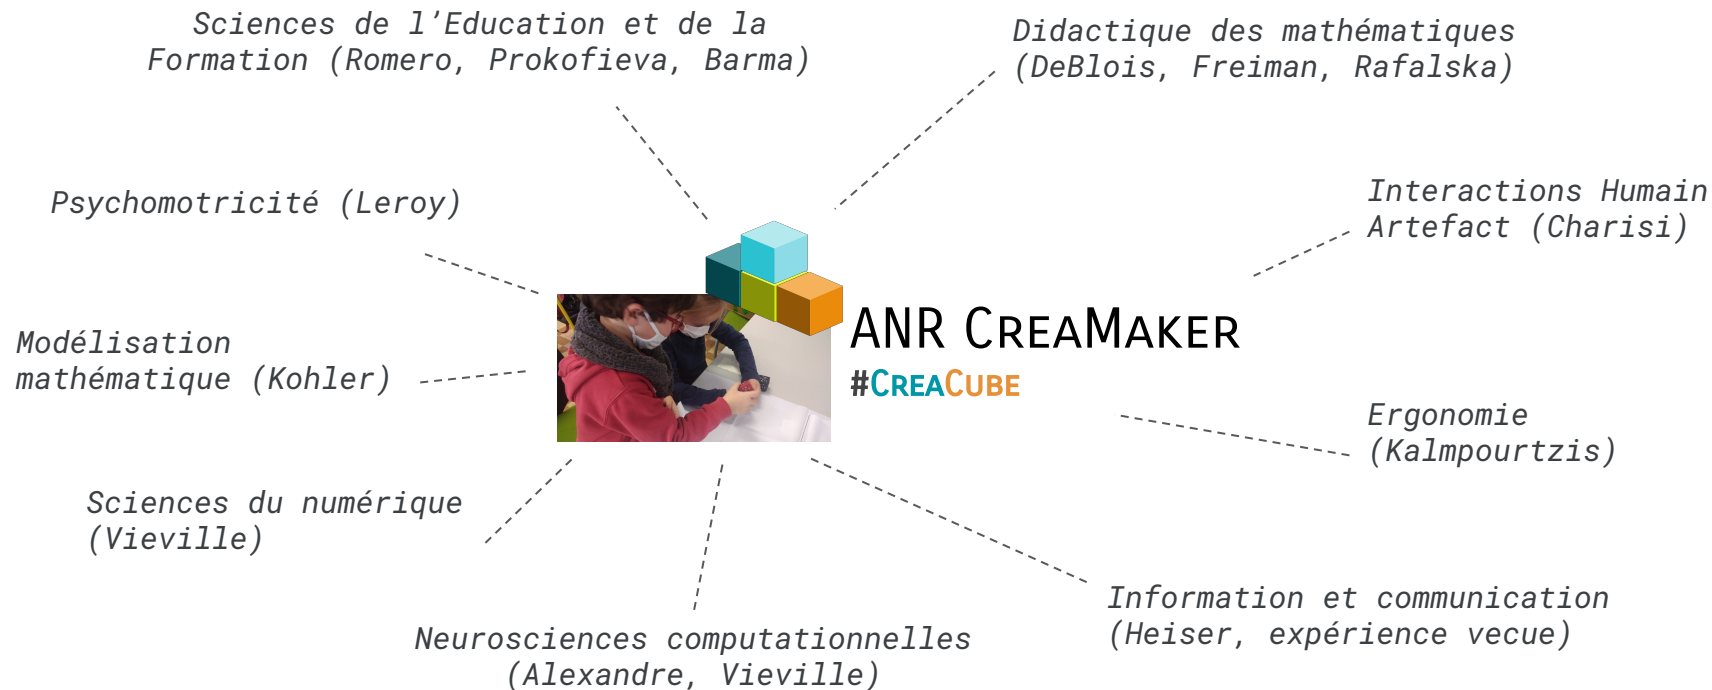 Sciences de l’Education et de la
Formation (Romero, Prokofieva, Barma)
Didactique des mathématiques
(DeBlois, Freiman, Rafalska)
Psychomotricité (Leroy)
Interactions Humain
Artefact (Charisi)
ANR CREAMAKER
#CREACUBE
Modélisation
mathématique (Kohler)
Ergonomie
(Kalmpourtzis)
Sciences du numérique
(Vieville)
Information et communication
(Heiser, expérience vecue)
Neurosciences computationnelles
(Alexandre, Vieville)